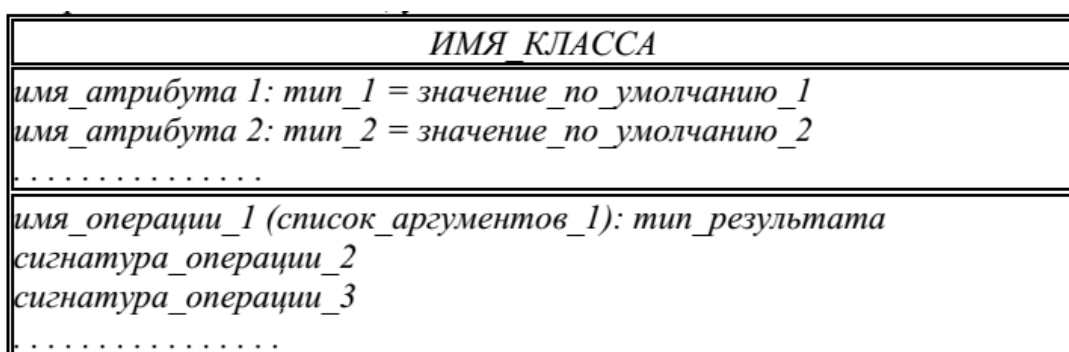 ИМЯ_КЛАССА
имя_атрибута 1: тип_1 = значение_по_умолчанию_1
имя_атрибута 2: тип_2 = значение_по_умолчанию_2
. . . . . . . . . . . . . . .
имя_операции_1 (список_аргументов_1): тип_результата
сигнатура_операции_2
сигнатура_операции_3
. . . . . . . . . . . . . . . .